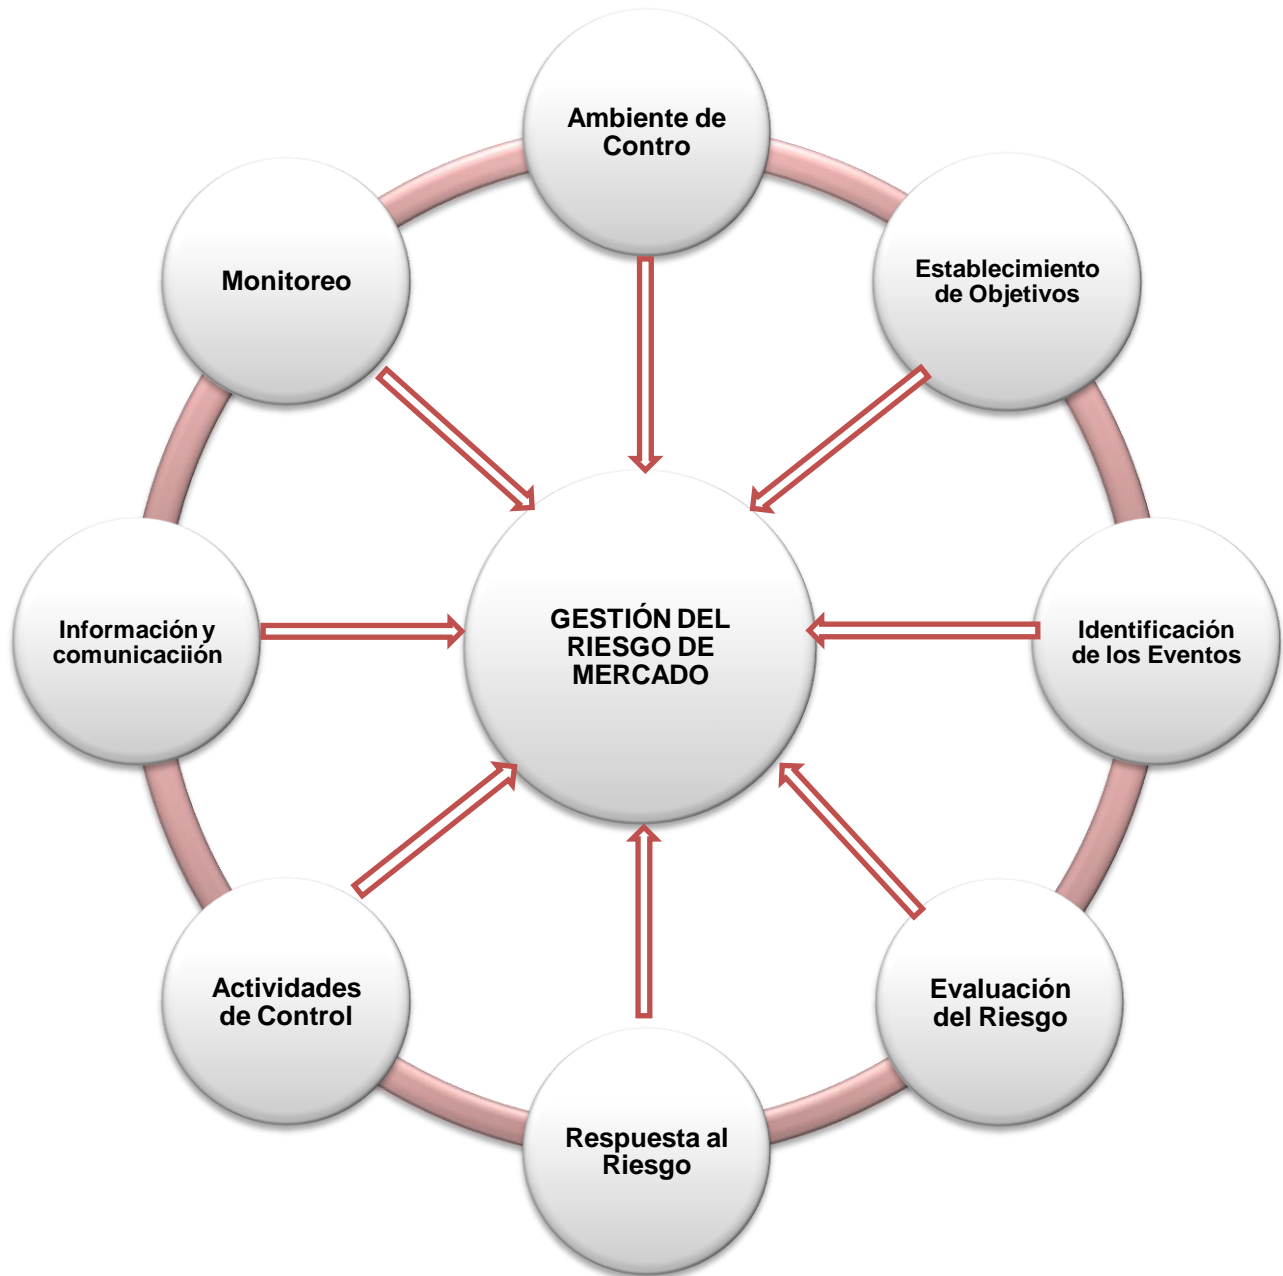 Ambiente de
Contro
Establecimiento
de Objetivos
Monitoreo
GESTIÓN DEL
RIESGO DE
MERCADO
Identificación
de los Eventos
Información y
comunicaciión
Evaluación
del Riesgo
Actividades
de Control
Respuesta al
Riesgo